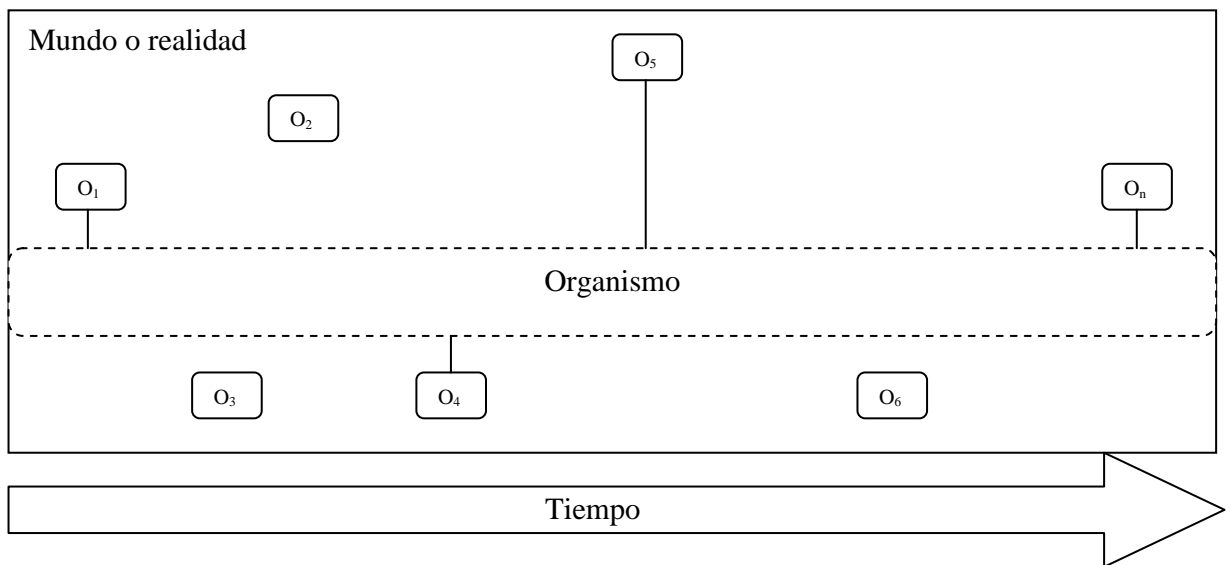 Mundo o realidad
O₅
O₂
O₁
Oₙ
Organismo
O₃
O₄
O₆
Tiempo